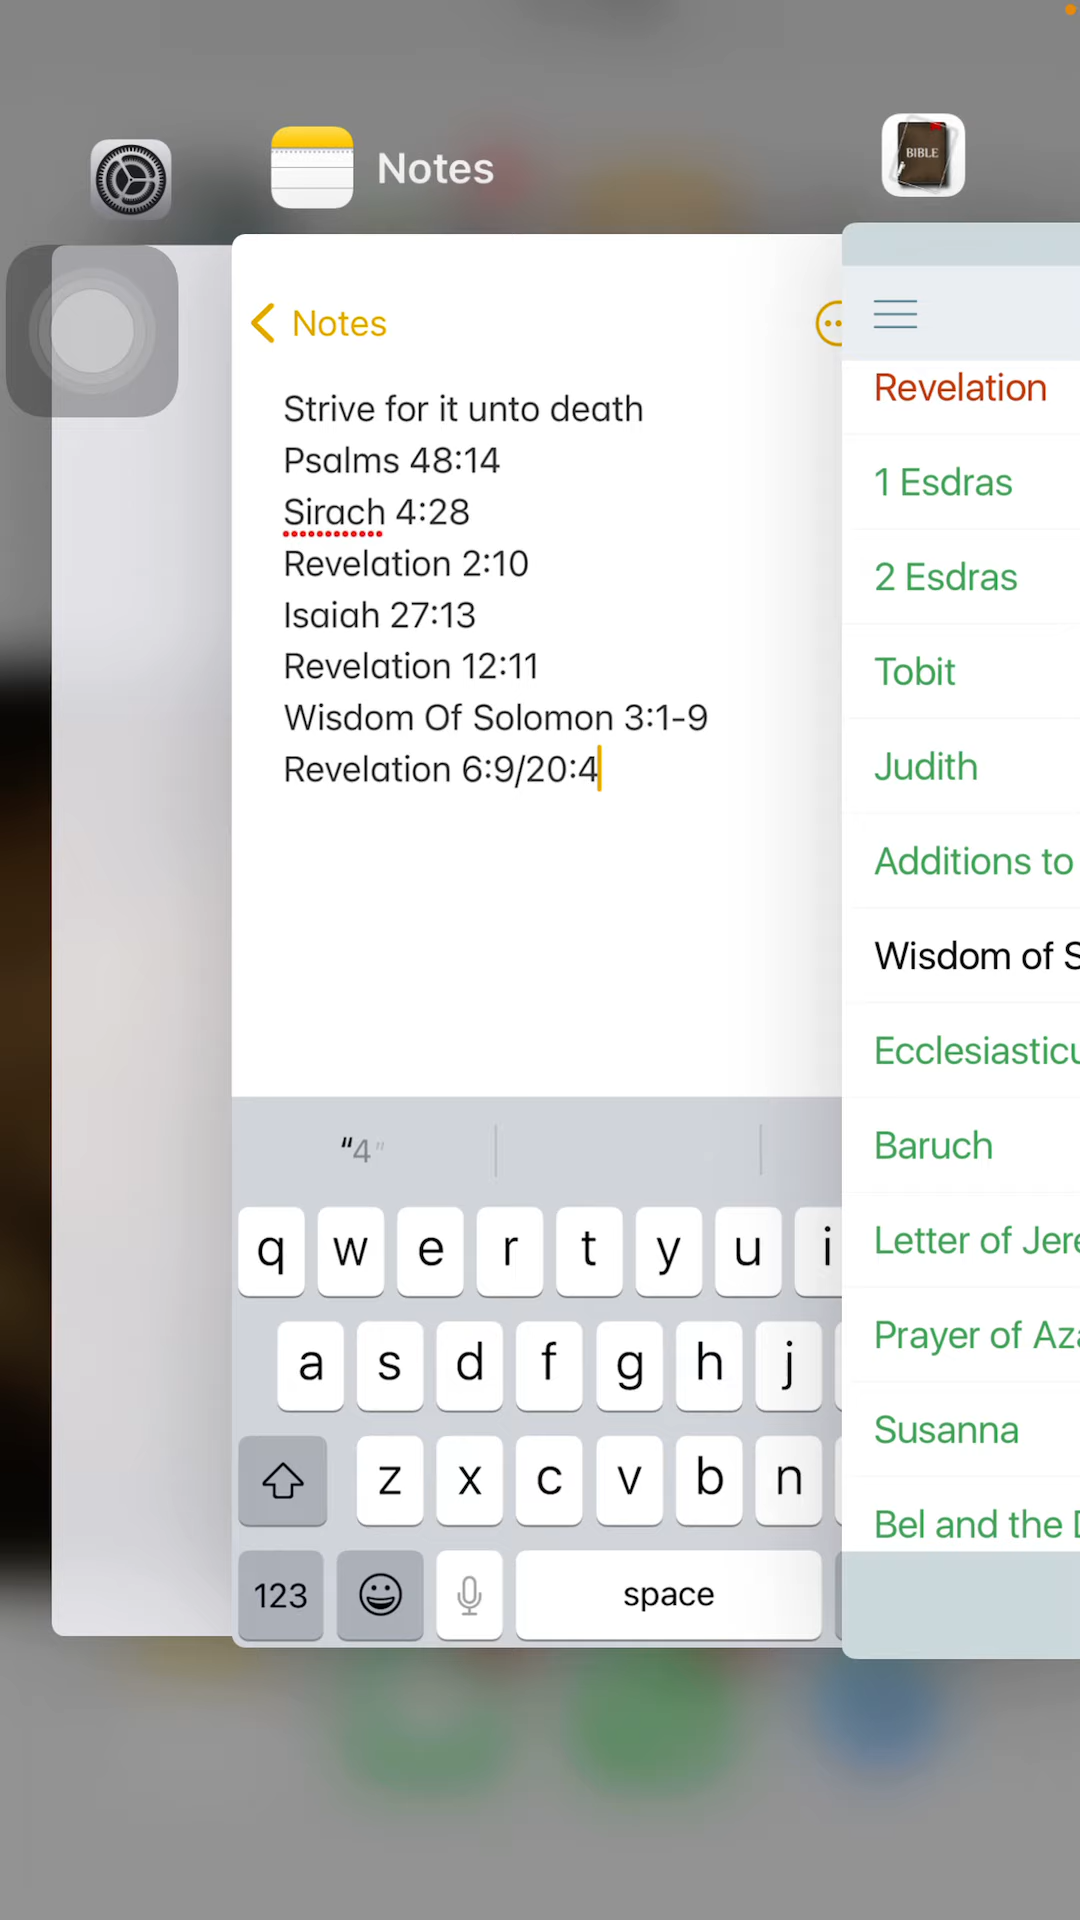 Notes
BIBLE
Notes
Strive for it unto death
Psalms 48:14
Sirach 4:28
Revelation 2:10
Isaiah 27:13
Revelation 12:11
Wisdom Of Solomon 3:1-9
Revelation 6:9/20:4
Revelation
1 Esdras
2 Esdras
Tobit
Judith
Additions to
Wisdom of S
Ecclesiasticu
Baruch
Letter of Jere
Prayer of Aza
Susanna
Bel and the D
"4"
q w e r t y u i
a s d f g h j
z x c v b n
123 space